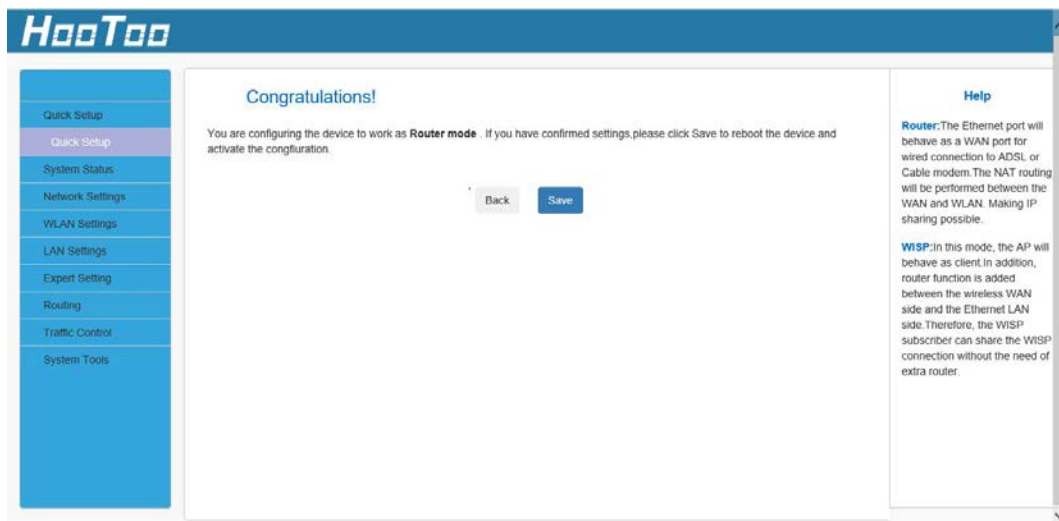 HooToo
Quick Setup
Quick Setup
System Status
Network Settings
WLAN Settings
LAN Settings
Expert Setting
Routing
Traffic Control
System Tools
Congratulations!
You are configuring the device to work as Router mode . If you have confirmed settings,please click Save to reboot the device and
activate the congfiuration.
Back
Save
Help
Router:The Ethernet port will
behave as a WAN port for
wired connection to ADSL or
Cable modem.The NAT routing
will be performed between the
WAN and WLAN. Making IP
sharing possible.
WISP:In this mode, the AP will
behave as client.In addition,
router function is added
between the wireless WAN
side and the Ethernet LAN
side.Therefore, the WISP
subscriber can share the WISP
connection without the need of
extra router.